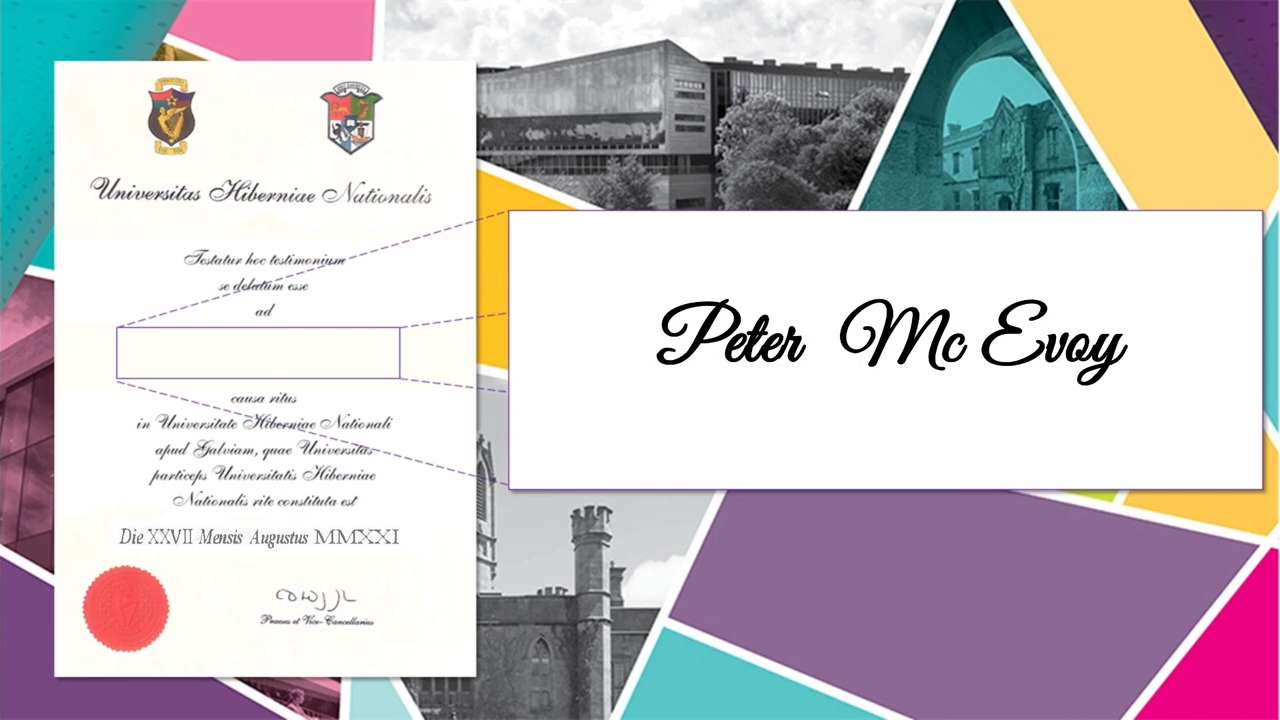 Universitas Hiberniae Nationalis
Testatur hoc testimonium
se delatum esse
ad
causa ritus
in Universitate Hiberniae Nationali
apud Galviam, quae Universitas
particeps Universitatis Hiberniae
Nationalis rite constituta est
Die XXVII Mensis Augustus MMXXI
Praeses et Vice-Cancellarius
Peter Mc Evoy